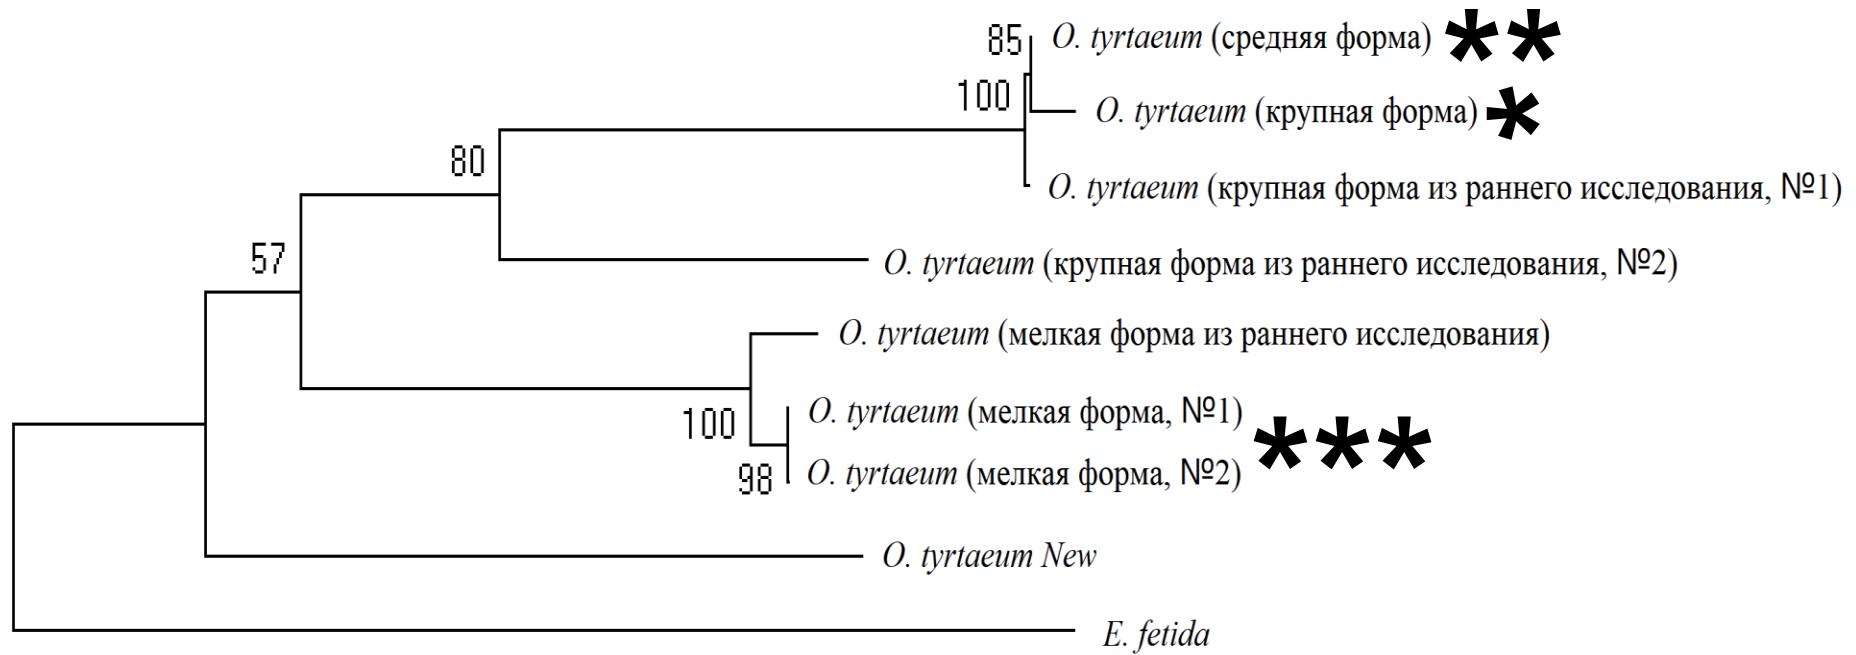 85 O. tyrtaeum (средняя форма) **
100 O. tyrtaeum (крупная форма) *
80
O. tyrtaeum (крупная форма из раннего исследования, №1)
57 O. tyrtaeum (крупная форма из раннего исследования, №2)
O. tyrtaeum (мелкая форма из раннего исследования)
100 O. tyrtaeum (мелкая форма, №1)
***
98 O. tyrtaeum (мелкая форма, №2)
O. tyrtaeum New
E. fetida